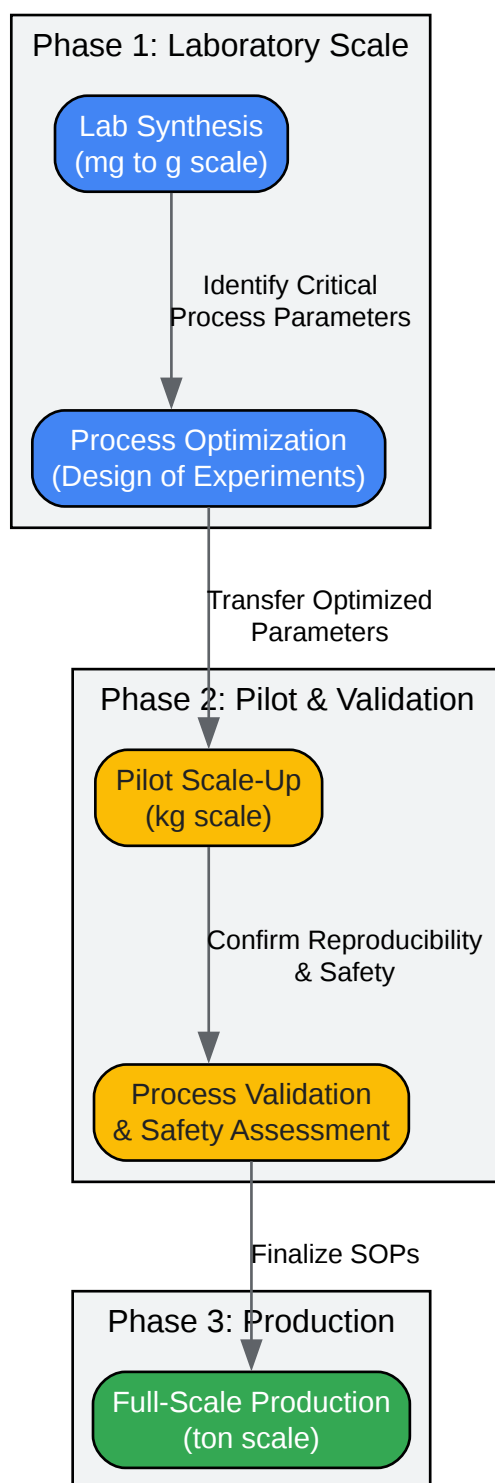 Phase 1: Laboratory Scale
Lab Synthesis
(mg to g scale)
Identify Critical
Process Parameters
Process Optimization
(Design of Experiments)
Transfer Optimized
Parameters
Phase 2: Pilot & Validation
Pilot Scale-Up
(kg scale)
Confirm Reproducibility
& Safety
Process Validation
& Safety Assessment
Finalize SOPs
Phase 3: Production
Full-Scale Production
(ton scale)